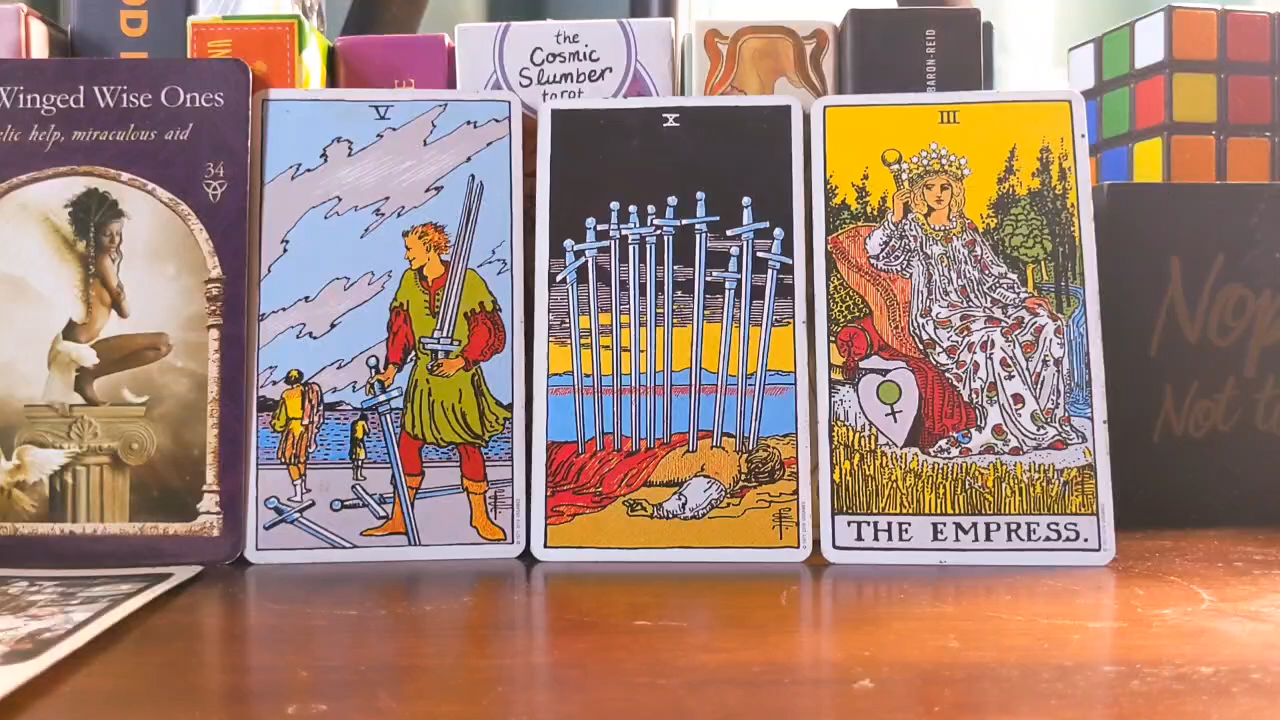 the
Cosmic
Slumber
tarot
BARON-REID
Winged Wise Ones
elic help, miraculous aid
34
V
X
III
THE EMPRESS.
Nop
Not t